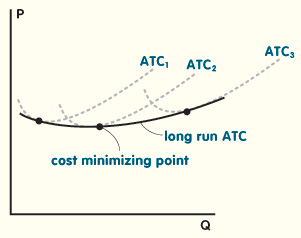 P
ATC₁
ATC₂
ATC₃
long run ATC
cost minimizing point
Q